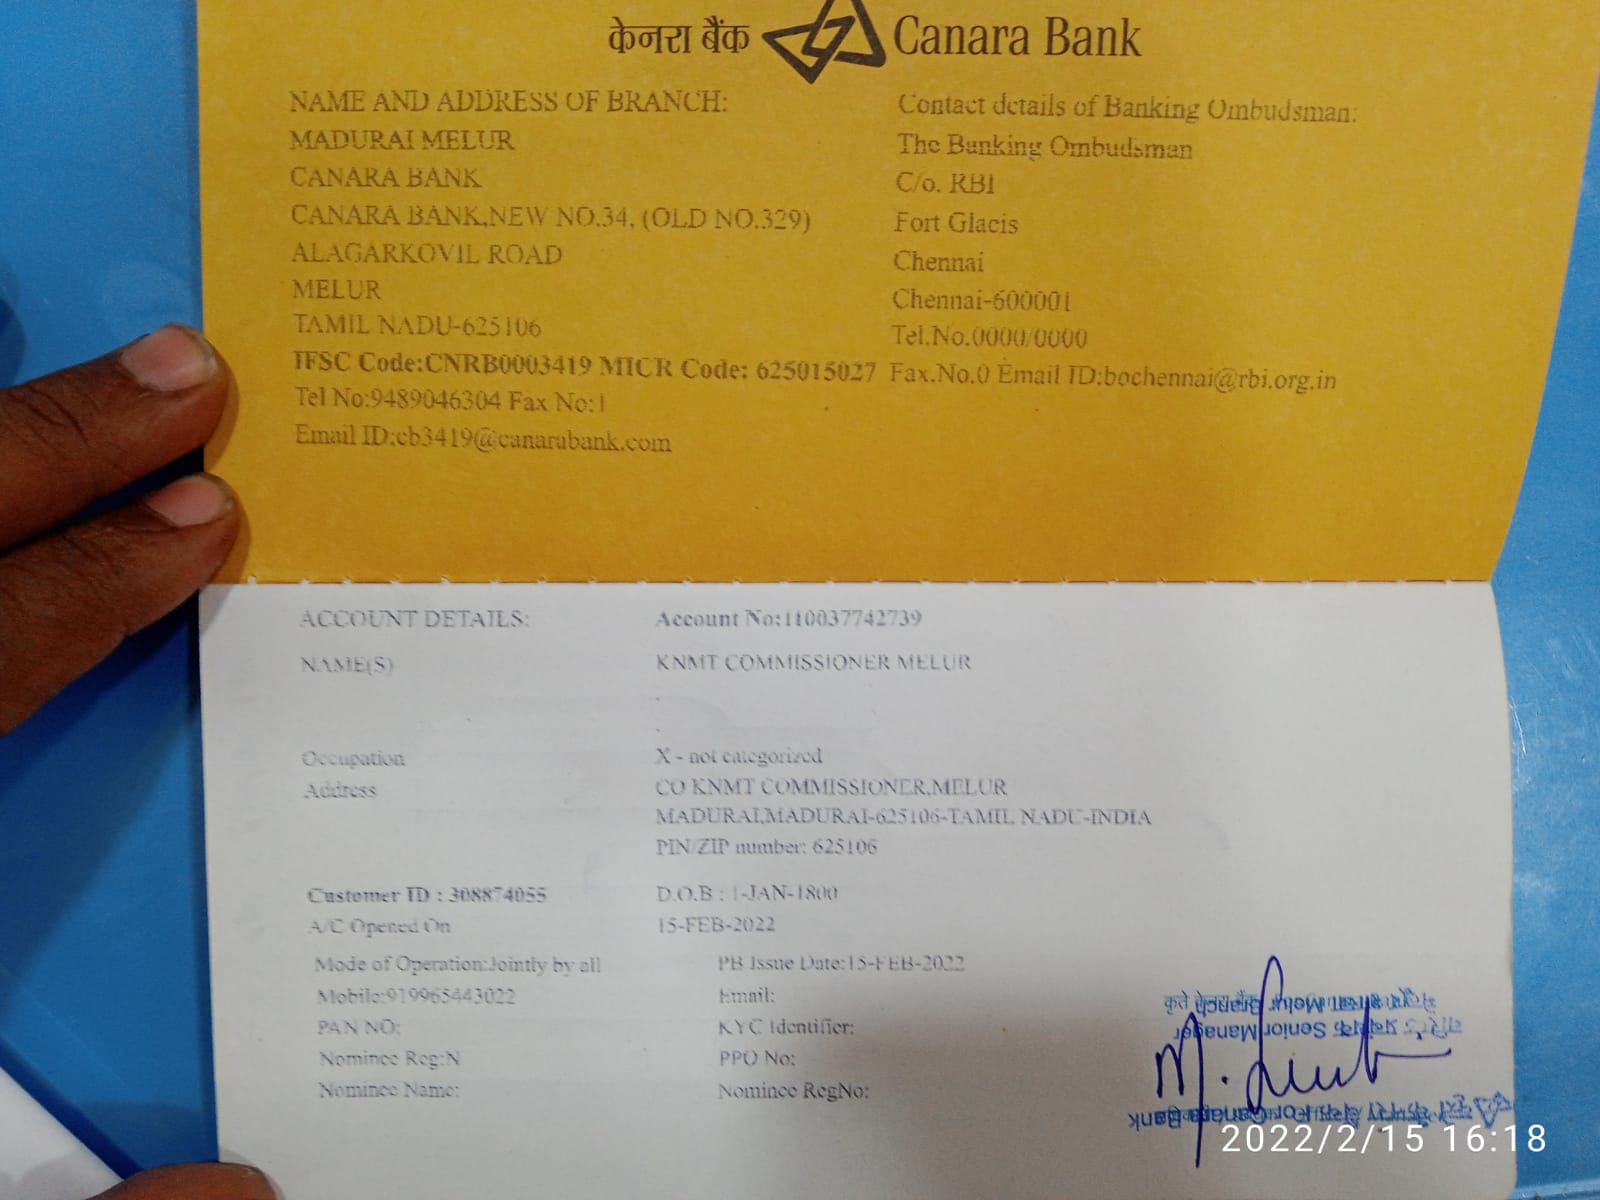 केनरा बैंक Canara Bank
NAME AND ADDRESS OF BRANCH:
MADURAI MELUR
CANARA BANK
CANARA BANK,NEW NO.34, (OLD NO.329)
ALAGARKOVIL ROAD
MELUR
TAMIL NADU-625106
IFSC Code:CNRB0003419 MICR Code: 625015027
Tel No:9489046304 Fax No:1
Email ID:cb3419@canarabank.com
Contact details of Banking Ombudsman:
The Banking Ombudsman
C/o. RBI
Fort Glacis
Chennai
Chennai-600001
Tel.No.0000/0000
Fax.No.0 Email ID:bochennai@rbi.org.in
ACCOUNT DETAILS: Account No:110037742739
NAME(S) KNMT COMMISSIONER MELUR
Occupation X - not categorized
Address CO KNMT COMMISSIONER,MELUR
MADURAI,MADURAI-625106-TAMIL NADU-INDIA
PIN/ZIP number: 625106
Customer ID : 308874055 D.O.B : 1-JAN-1800
A/C Opened On 15-FEB-2022
Mode of Operation:Jointly by all PB Issue Date:15-FEB-2022
Mobile:919965443022 Email:
PAN NO: KYC Identifier:
Nominee Reg:N PPO No:
Nominee Name: Nominee RegNo:
For Canara Bank
Senior Manager
Melur Branch
2022/2/15 16:18